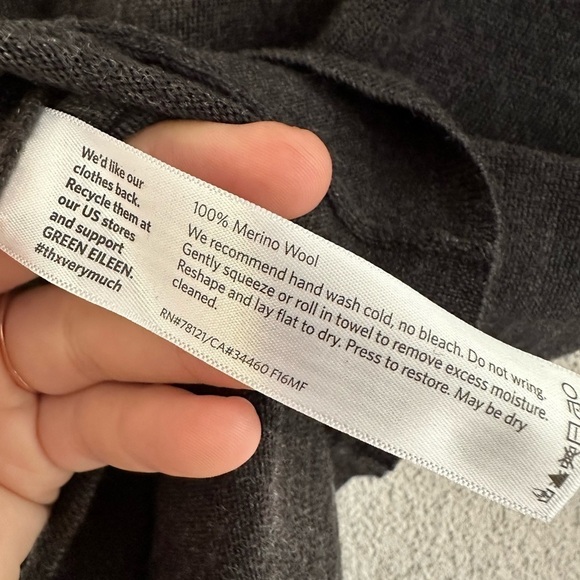 We'd like our
clothes back.
Recycle them at
our US stores
and support
GREEN EILEEN.
#thxverymuch
100% Merino Wool
We recommend hand wash cold, no bleach. Do not wring.
Gently squeeze or roll in towel to remove excess moisture.
Reshape and lay flat to dry. Press to restore. May be dry
cleaned.
RN#78121/CA#34460 F16MF